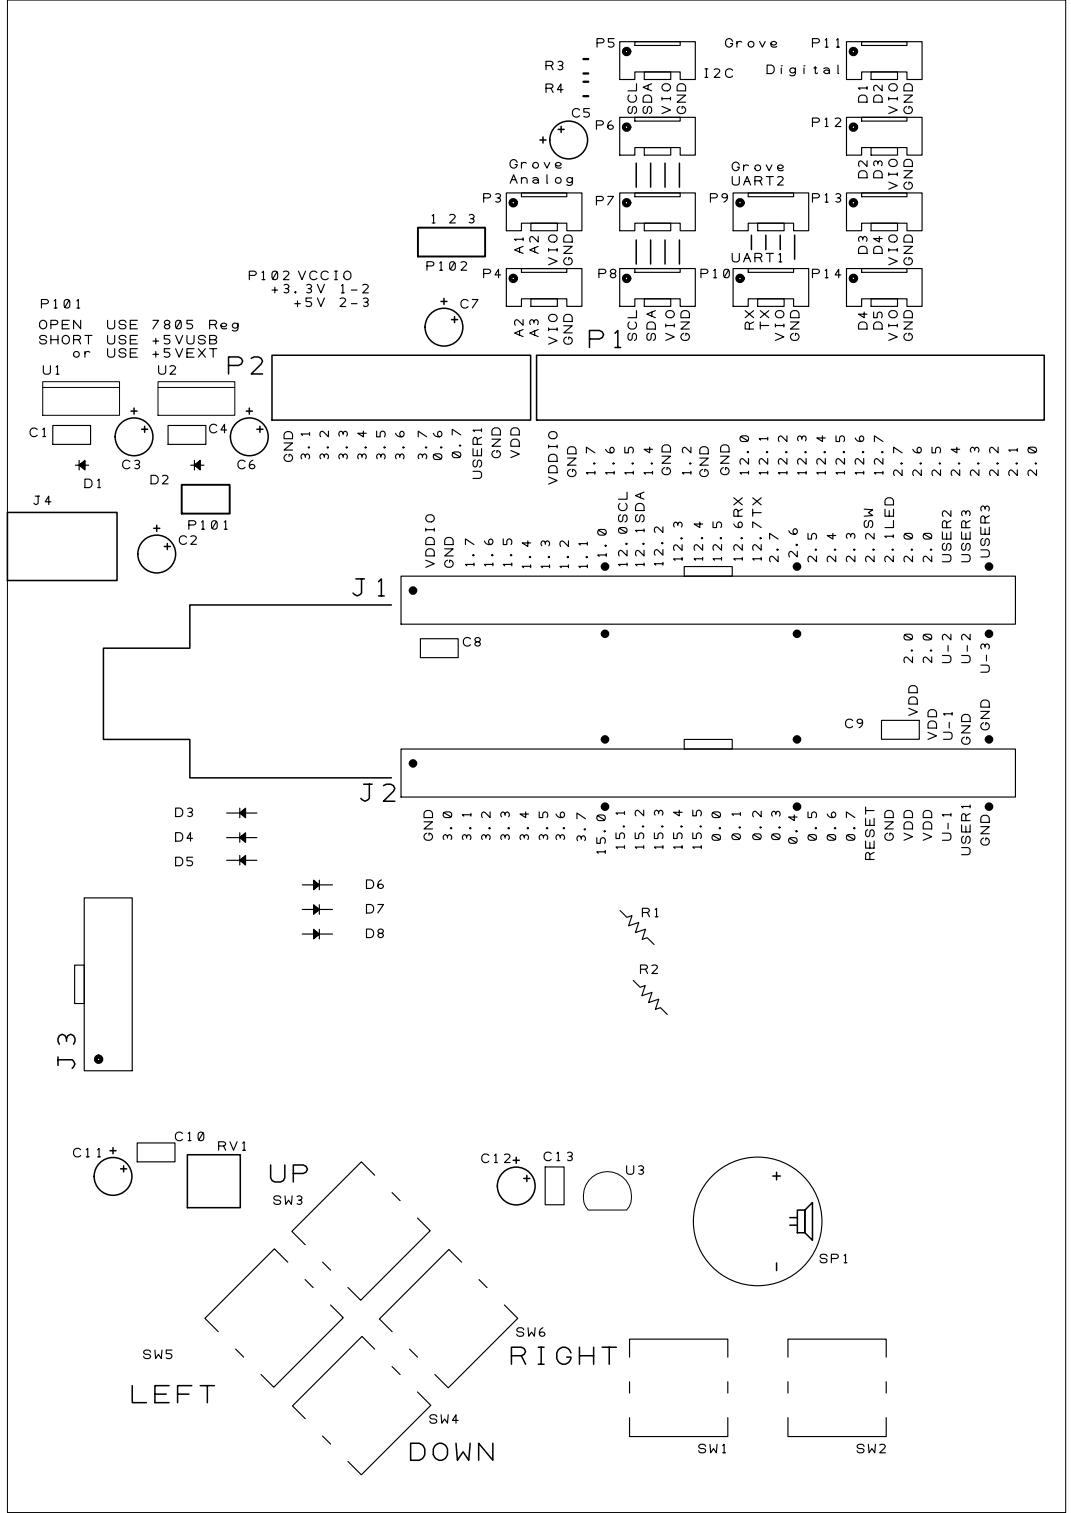 P5
Grove
P11
R3
I2C
Digital
R4
SCL
SDA
VIO
GND
D1
D2
VIO
GND
C5
P6
P12
D2
D3
VIO
GND
Grove
Analog
Grove
UART2
P3
P7
P9
P13
1 2 3
A1
A2
VIO
GND
D3
D4
VIO
GND
P102
UART1
P4
P8
P10
P14
P102 VCCIO
+3.3V 1-2
+5V 2-3
C7
A2
A3
VIO
GND
SCL
SDA
VIO
GND
RX
TX
VIO
GND
D4
D5
VIO
GND
P101
OPEN USE 7805 Reg
SHORT USE +5VUSB
or USE +5VEXT
P1
P2
U1
U2
C1
C3
C4
C6
GND
3.1
3.2
3.3
3.4
3.5
3.6
3.7
0.6
0.7
USER1
GND
VDD
VDDIO
GND
1.7
1.6
1.5
1.4
GND
1.2
GND
GND
12.0
12.1
12.2
12.3
12.4
12.5
12.6
12.7
2.7
2.6
2.5
2.4
2.3
2.2
2.1
2.0
D1
D2
J4
P101
C2
VDDIO
GND
1.7
1.6
1.5
1.4
1.3
1.2
1.1
1.0
12.0SCL
12.1SDA
12.2
12.3
12.4
12.5
12.6RX
12.7TX
2.7
2.6
2.5
2.4
2.3
2.2SW
2.1LED
2.0
2.0
USER2
USER3
USER3
J1
C8
2.0
2.0
U-2
U-2
U-3
C9
VDD
VDD
U-1
GND
GND
J2
GND
3.0
3.1
3.2
3.3
3.4
3.5
3.6
3.7
15.0
15.1
15.2
15.3
15.4
15.5
0.0
0.1
0.2
0.3
0.4
0.5
0.6
0.7
RESET
GND
VDD
VDD
U-1
USER1
GND
D3
D4
D5
D6
D7
D8
R1
R2
J3
C11
C10
RV1
UP
SW3
C12
C13
U3
SP1
SW5
LEFT
SW6
RIGHT
SW4
DOWN
SW1
SW2